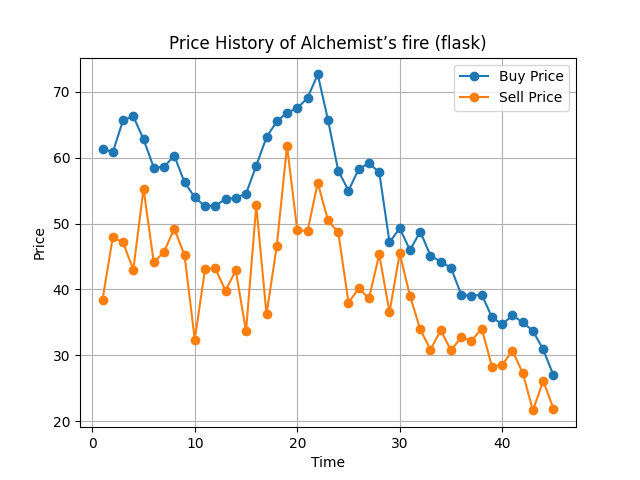 Price History of Alchemist’s fire (flask)
Buy Price
Sell Price
Price
70
60
50
40
30
20
0 10 20 30 40
Time